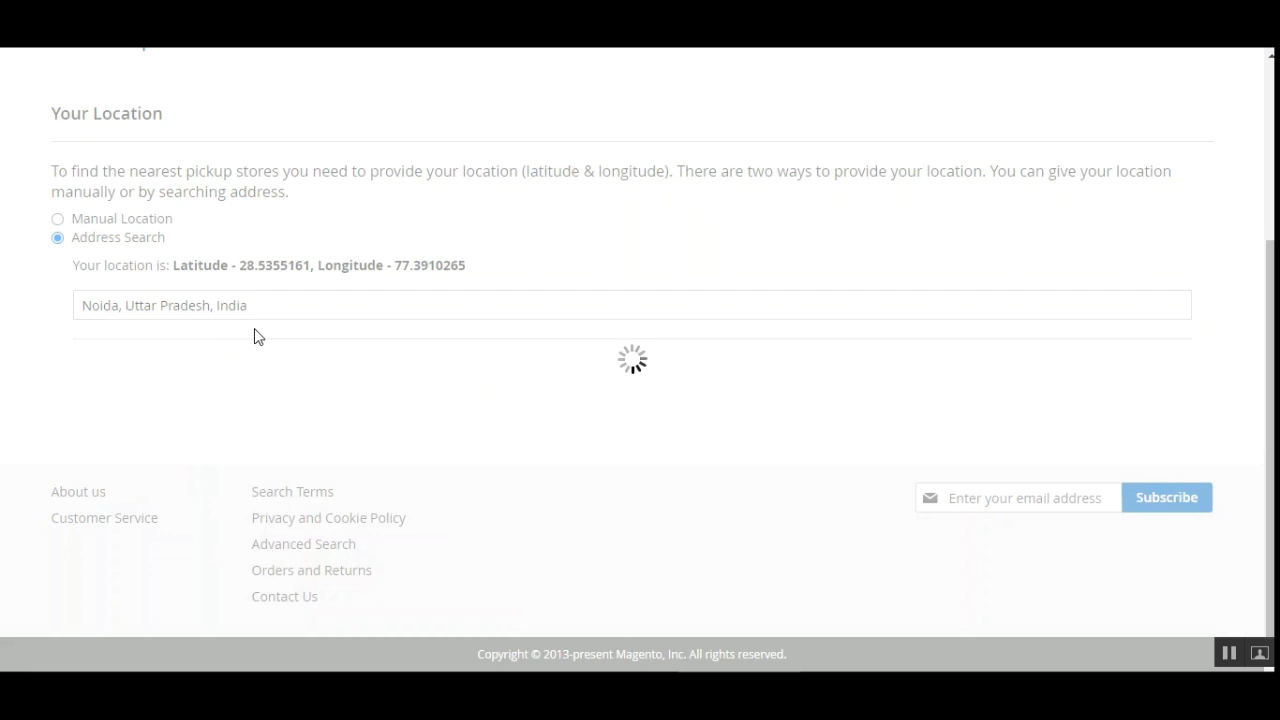 Your Location
To find the nearest pickup stores you need to provide your location (latitude & longitude). There are two ways to provide your location. You can give your location
manually or by searching address.
Manual Location
Address Search
Your location is: Latitude - 28.5355161, Longitude - 77.3910265
Noida, Uttar Pradesh, India
About us
Customer Service
Search Terms
Privacy and Cookie Policy
Advanced Search
Orders and Returns
Contact Us
Enter your email address
Subscribe
Copyright © 2013-present Magento, Inc. All rights reserved.